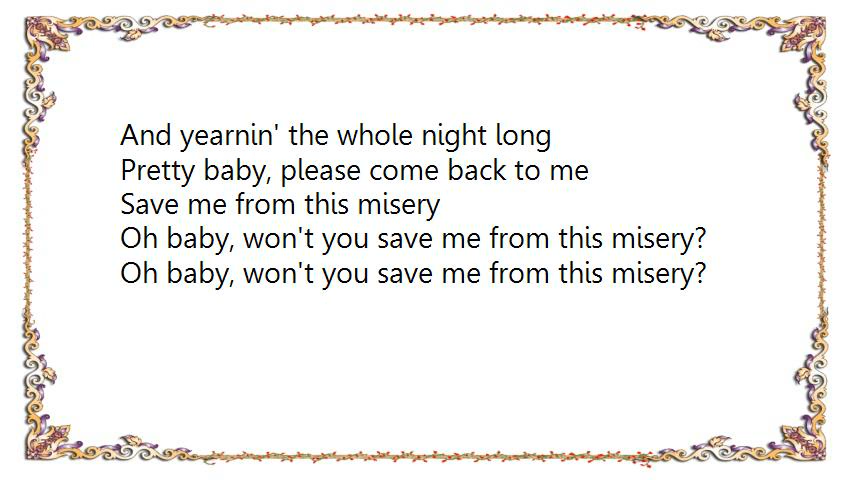 And yearnin' the whole night long
Pretty baby, please come back to me
Save me from this misery
Oh baby, won't you save me from this misery?
Oh baby, won't you save me from this misery?